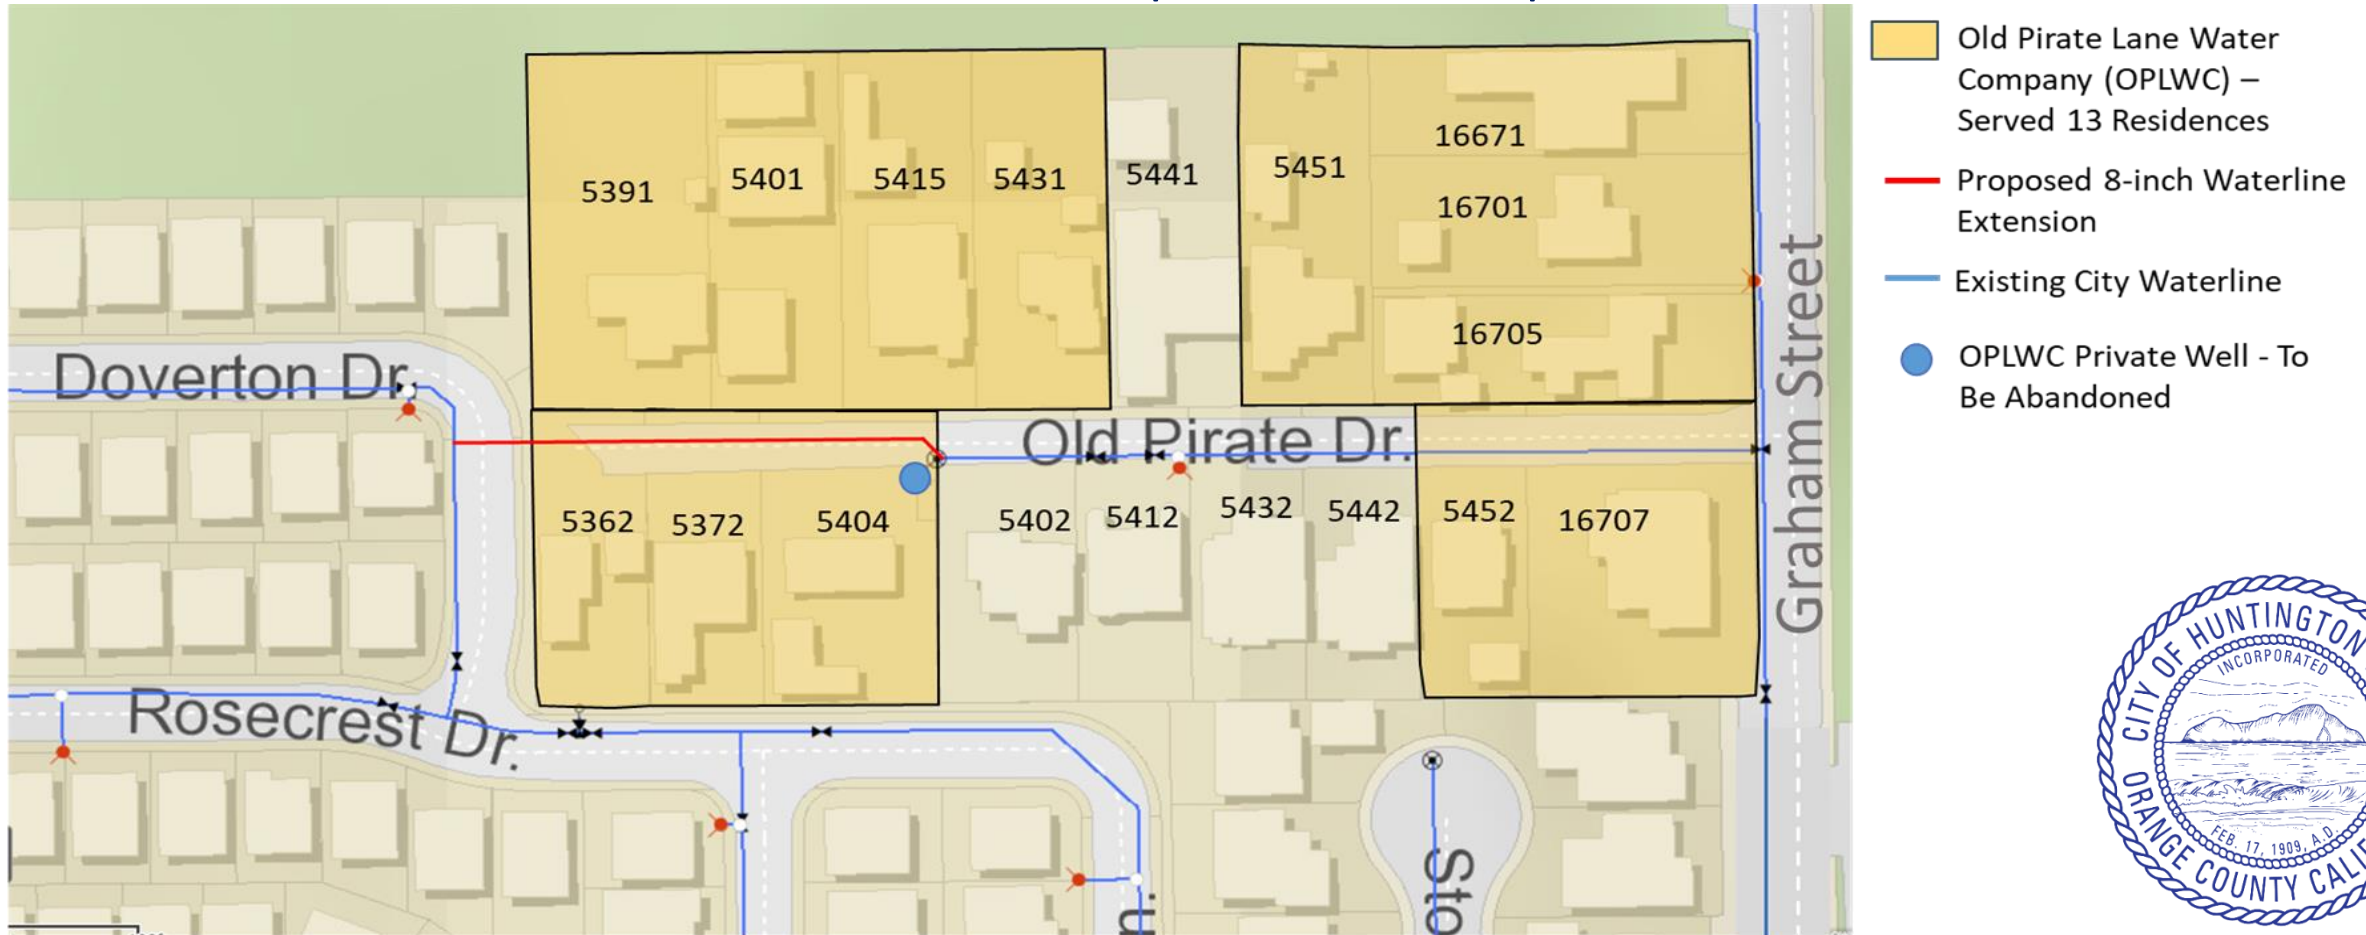 Old Pirate Lane Water
Company (OPLWC) –
Served 13 Residences
Proposed 8-inch Waterline
Extension
Existing City Waterline
OPLWC Private Well - To
Be Abandoned
5391
5401
5415
5431
5441
5451
16671
16701
16705
Graham Street
Doverton Dr.
Old Pirate Dr.
5362
5372
5404
5402
5412
5432
5442
5452
16707
Rosecrest Dr.
Sto
n.
CITY OF HUNTINGTON
INCORPORATED
FEB. 17, 1909, A.D.
ORANGE COUNTY CALIF